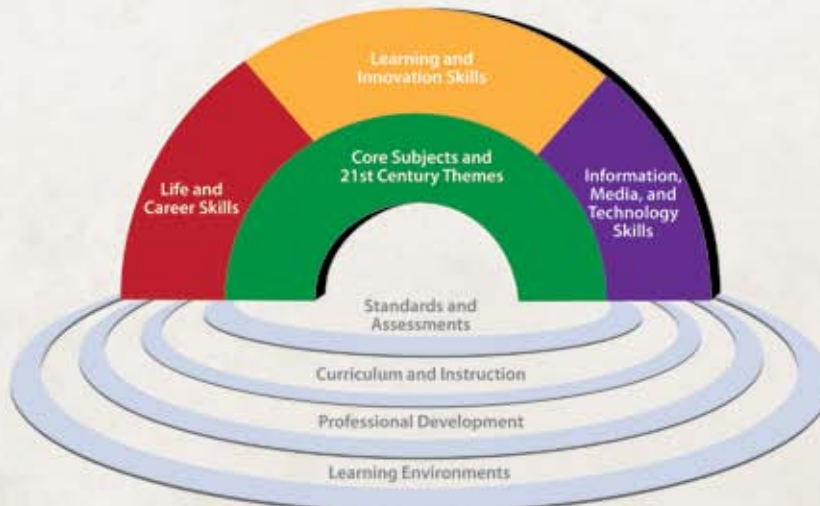 Learning and
Innovation Skills
Core Subjects and
21st Century Themes
Life and
Career Skills
Information,
Media, and
Technology
Skills
Standards and
Assessments
Curriculum and Instruction
Professional Development
Learning Environments